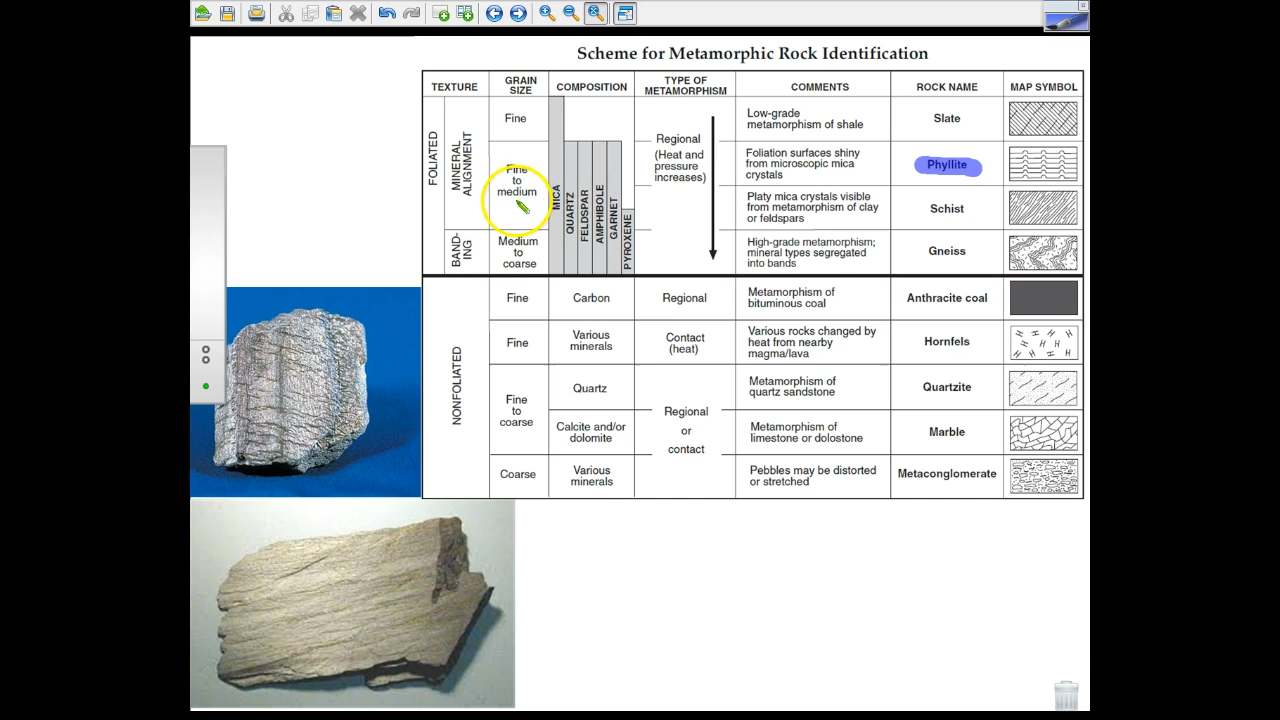 Scheme for Metamorphic Rock Identification
TEXTURE
GRAIN
SIZE
COMPOSITION
TYPE OF
METAMORPHISM
COMMENTS
ROCK NAME
MAP SYMBOL
FOLIATED
MINERAL
ALIGNMENT
BAND-
ING
Fine
Fine
to
medium
Medium
to
coarse
MICA
QUARTZ
FELDSPAR
AMPHIBOLE
GARNET
PYROXENE
Regional
(Heat and
pressure
increases)
Low-grade
metamorphism of shale
Slate
Foliation surfaces shiny
from microscopic mica
crystals
Phyllite
Platy mica crystals visible
from metamorphism of clay
or feldspars
Schist
High-grade metamorphism;
mineral types segregated
into bands
Gneiss
NONFOLIATED
Fine
Carbon
Regional
Metamorphism of
bituminous coal
Anthracite coal
Fine
Various
minerals
Contact
(heat)
Various rocks changed by
heat from nearby
magma/lava
Hornfels
Fine
to
coarse
Quartz
Regional
or
contact
Metamorphism of
quartz sandstone
Quartzite
Calcite and/or
dolomite
Metamorphism of
limestone or dolostone
Marble
Coarse
Various
minerals
Pebbles may be distorted
or stretched
Metaconglomerate